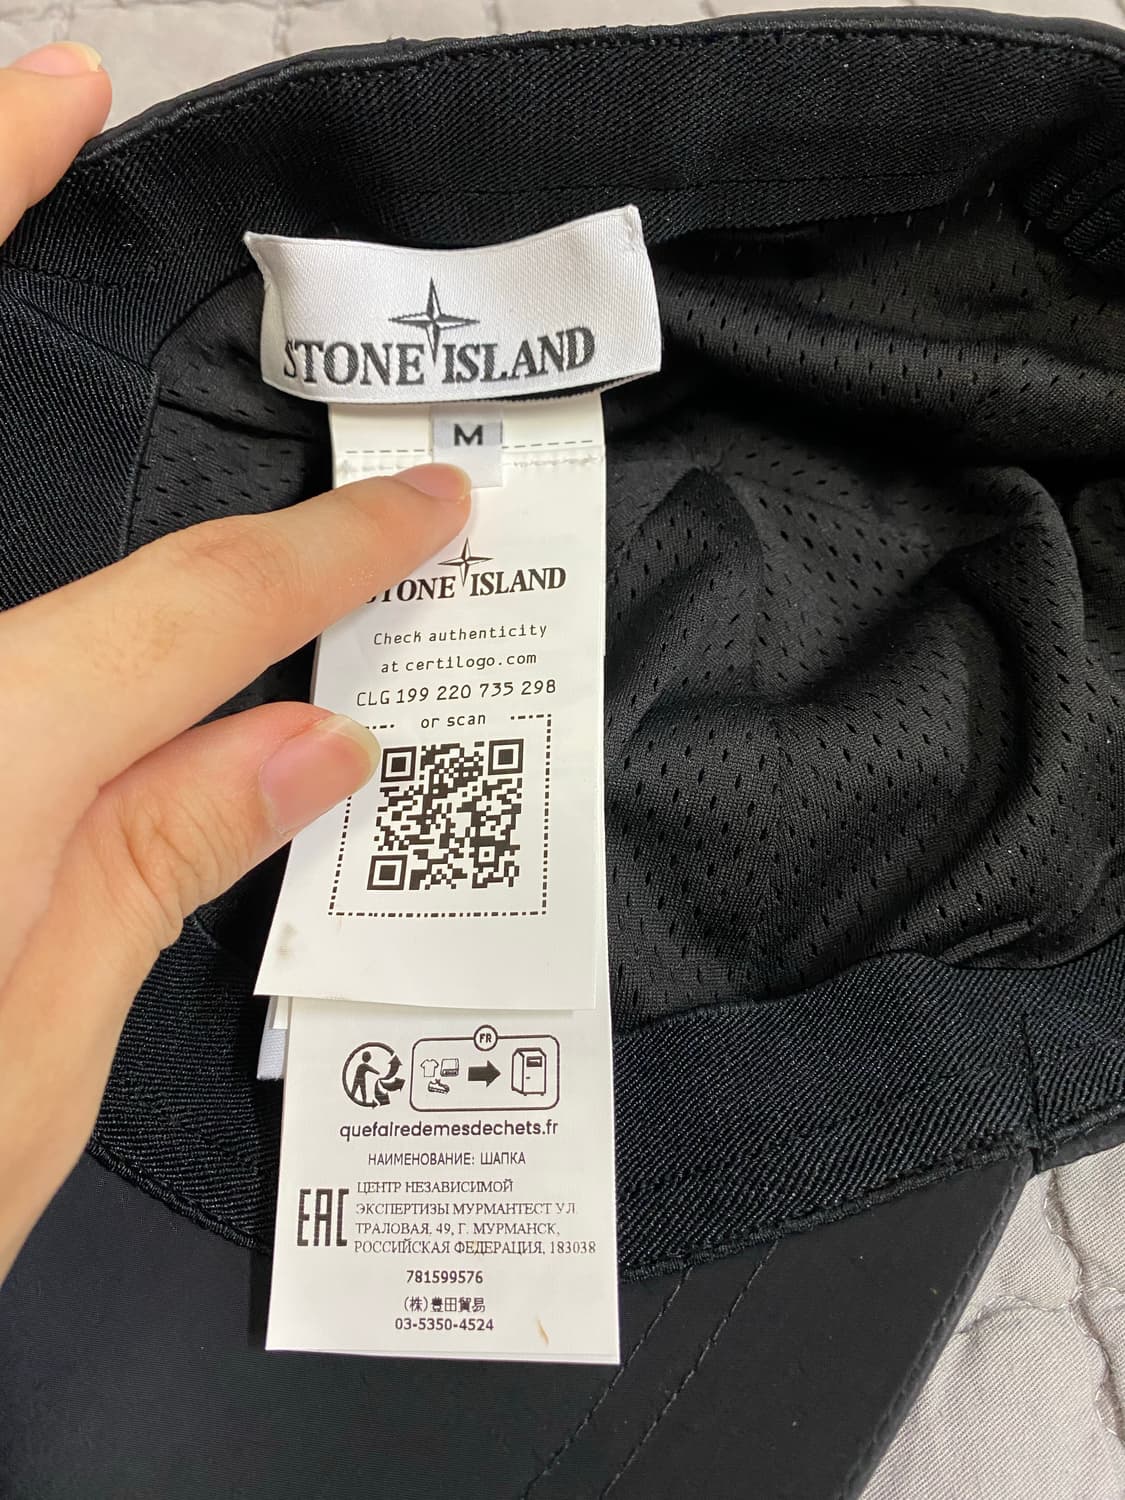 STONE ISLAND
M
STONE ISLAND
Check authenticity
at certilogo.com
CLG 199 220 735 298
or scan
FR
quefairedemesdechets.fr
НАИМЕНОВАНИЕ: ШАПКА
EAC
ЦЕНТР НЕЗАВИСИМОЙ
ЭКСПЕРТИЗЫ МУРМАНТЕСТ УЛ.
ТРАЛОВАЯ, 49, Г. МУРМАНСК,
РОССИЙСКАЯ ФЕДЕРАЦИЯ, 183038
781599576
(株)豊田貿易
03-5350-4524